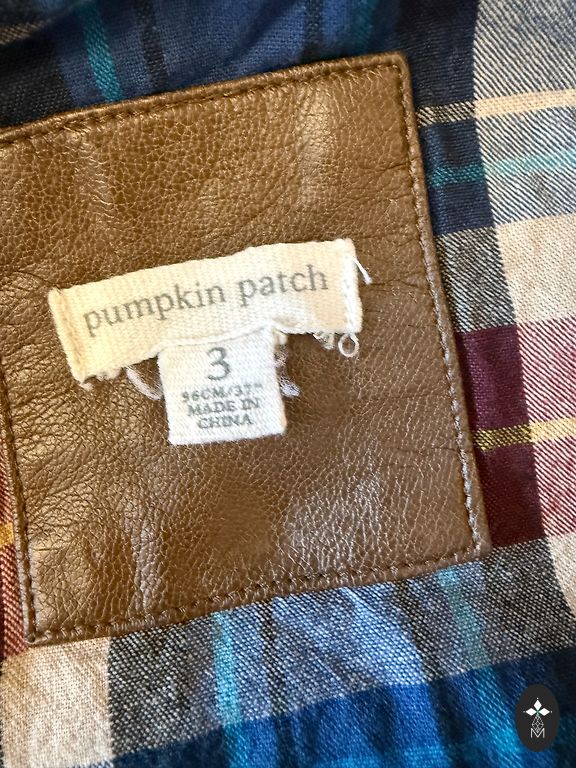 pumpkin patch
3
96CM/37"
MADE IN
CHINA